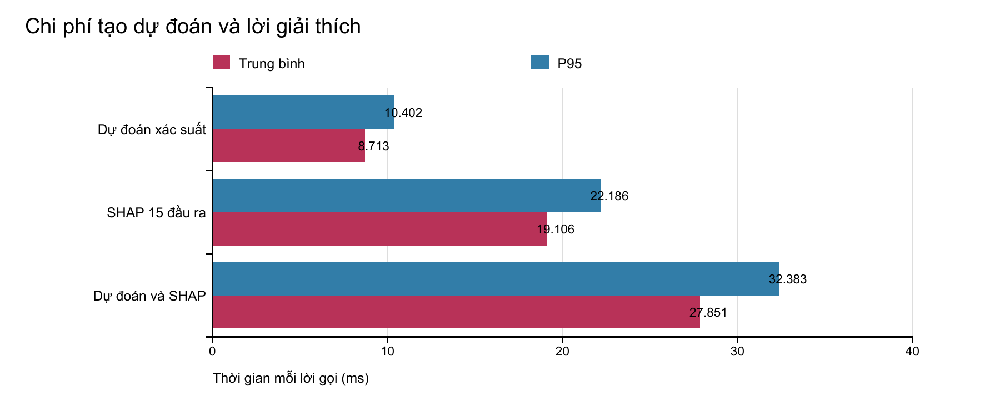 Chi phí tạo dự đoán và lời giải thích
Trung bình
P95
Dự đoán xác suất
10.402
8.713
SHAP 15 đầu ra
22.186
19.106
Dự đoán và SHAP
32.383
27.851
0 10 20 30 40
Thời gian mỗi lời gọi (ms)